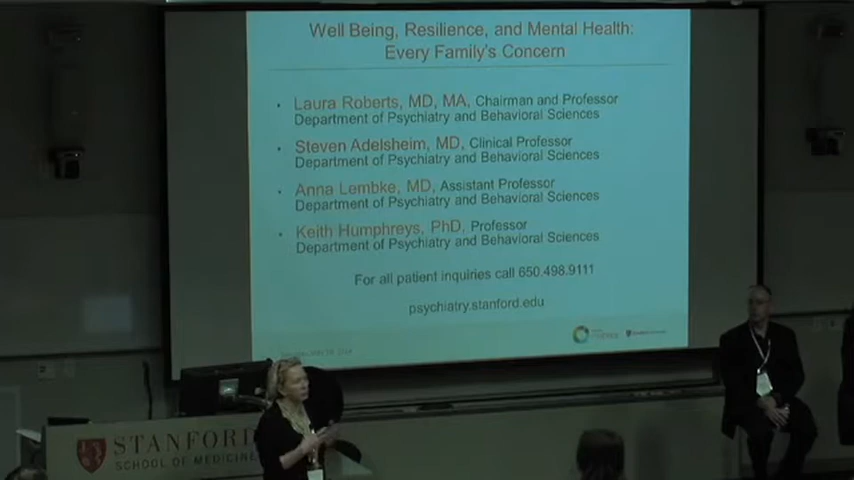 Well Being, Resilience, and Mental Health:
Every Family's Concern
• Laura Roberts, MD, MA, Chairman and Professor
Department of Psychiatry and Behavioral Sciences
• Steven Adelsheim, MD, Clinical Professor
Department of Psychiatry and Behavioral Sciences
• Anna Lembke, MD, Assistant Professor
Department of Psychiatry and Behavioral Sciences
• Keith Humphreys, PhD, Professor
Department of Psychiatry and Behavioral Sciences
For all patient inquiries call 650.498.9111
psychiatry.stanford.edu
STANFORD
SCHOOL OF MEDICINE